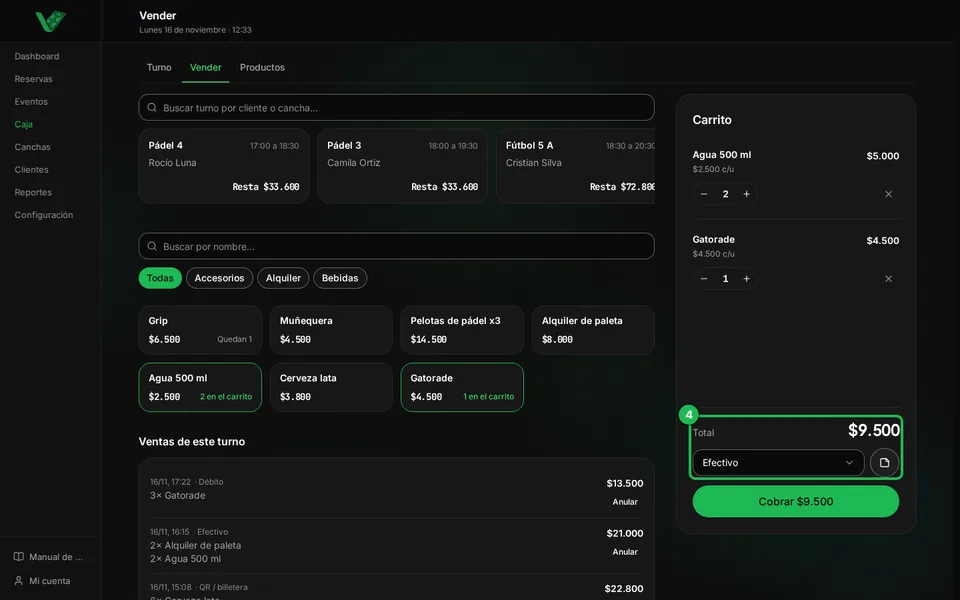 Vender
Lunes 16 de noviembre · 12:33
Dashboard
Reservas
Eventos
Caja
Canchas
Clientes
Reportes
Configuración
Manual de ...
Mi cuenta
Turno Vender Productos
Buscar turno por cliente o cancha...
Pádel 4 17:00 a 18:30
Rocío Luna
Resta $33.600
Pádel 3 18:00 a 19:30
Camila Ortiz
Resta $33.600
Fútbol 5 A 18:30 a 20:30
Cristian Silva
Resta $72.800
Buscar por nombre...
Todas Accesorios Alquiler Bebidas
Grip
$6.500 Quedan 1
Muñequera
$4.500
Pelotas de pádel x3
$14.500
Alquiler de paleta
$8.000
Agua 500 ml
$2.500 2 en el carrito
Cerveza lata
$3.800
Gatorade
$4.500 1 en el carrito
Ventas de este turno
16/11, 17:22 · Débito
3× Gatorade
$13.500
Anular
16/11, 16:15 · Efectivo
2× Alquiler de paleta
2× Agua 500 ml
$21.000
Anular
16/11, 15:08 · QR / billetera
6× Cerveza lata
$22.800
Carrito
Agua 500 ml $5.000
$2.500 c/u
− 2 + ×
Gatorade $4.500
$4.500 c/u
− 1 + ×
4
Total $9.500
Efectivo
Cobrar $9.500